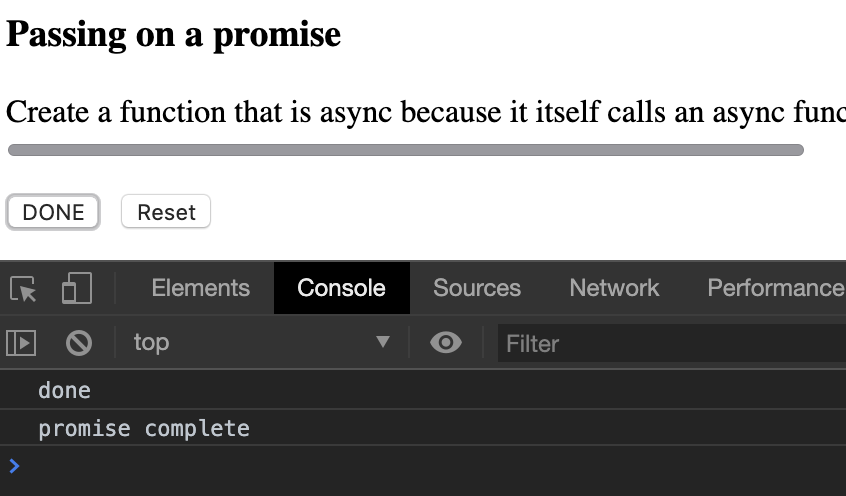 Passing on a promise
Create a function that is async because it itself calls an async func
DONE Reset
Elements Console Sources Network Performance
top Filter
done
promise complete